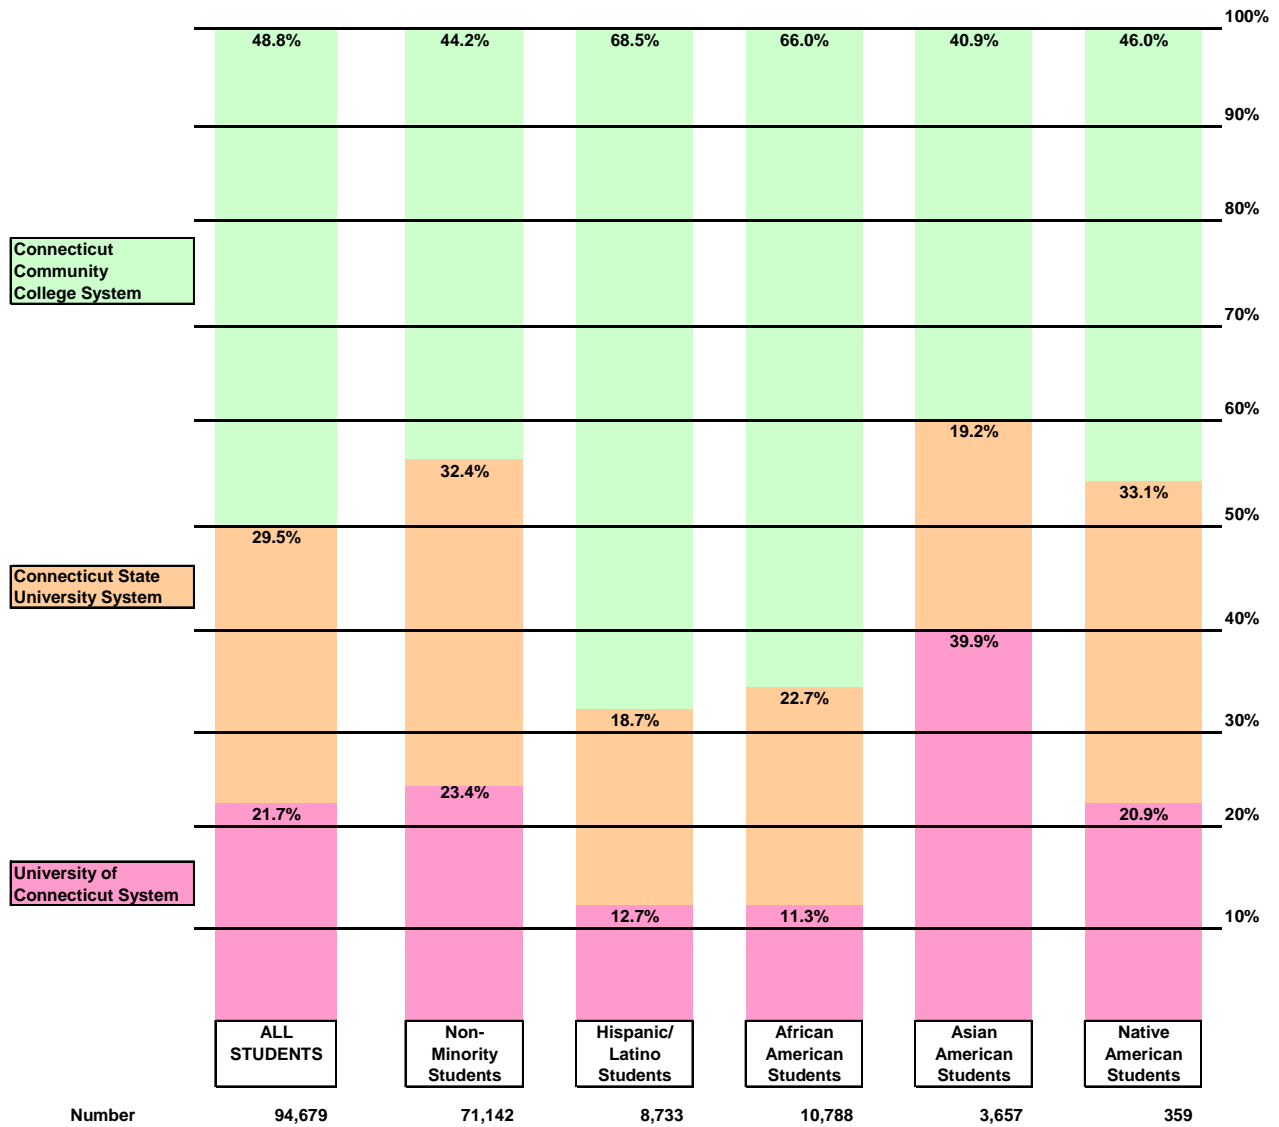 100%
48.8% 44.2% 68.5% 66.0% 40.9% 46.0%
90%
80%
Connecticut
Community
College System
70%
60%
19.2%
32.4%
33.1%
50%
29.5%
Connecticut State
University System
40%
39.9%
22.7%
18.7%
30%
23.4%
21.7%
20.9%
20%
University of
Connecticut System
12.7% 11.3%
10%
ALL
STUDENTS
Non-
Minority
Students
Hispanic/
Latino
Students
African
American
Students
Asian
American
Students
Native
American
Students
Number 94,679 71,142 8,733 10,788 3,657 359